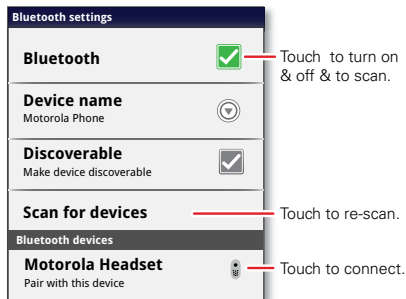 Bluetooth settings
Bluetooth
Touch to turn on
& off & to scan.
Device name
Motorola Phone
Discoverable
Make device discoverable
Scan for devices
Touch to re-scan.
Bluetooth devices
Motorola Headset
Touch to connect.
Pair with this device